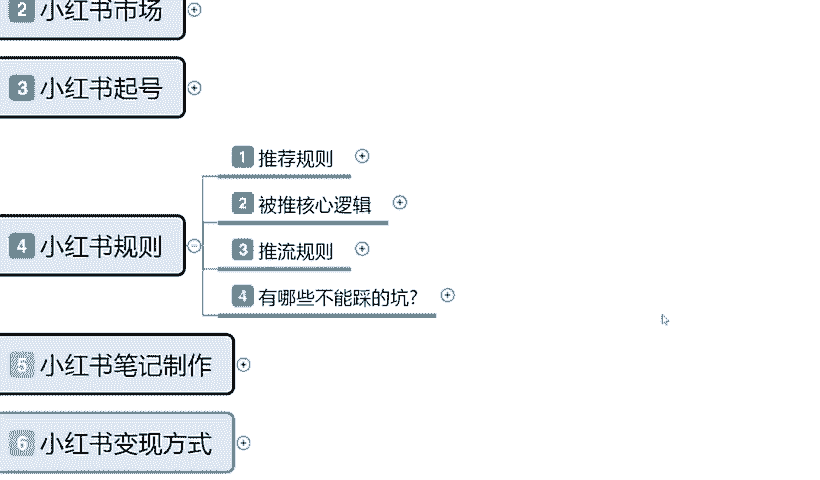 2 小红书市场
3 小红书起号
4 小红书规则
1 推荐规则
2 被推核心逻辑
3 推流规则
4 有哪些不能踩的坑?
5 小红书笔记制作
6 小红书变现方式